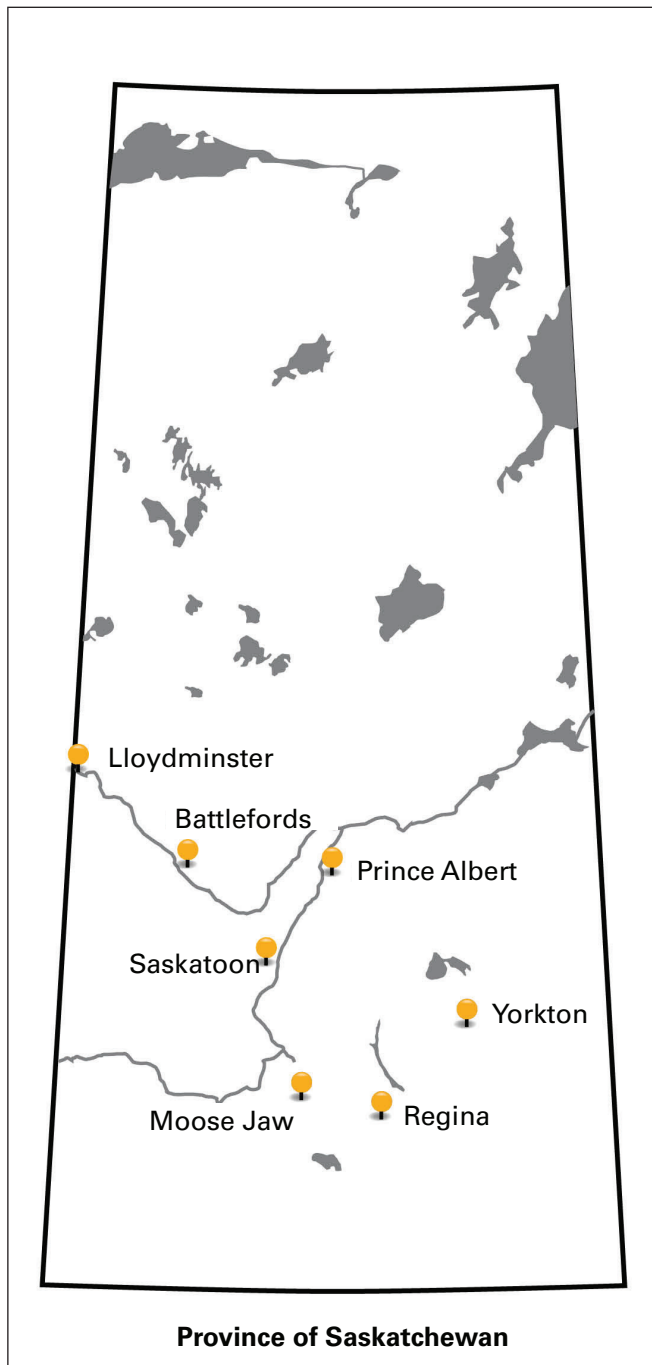 Lloydminster
Battlefords
Prince Albert
Saskatoon
Yorkton
Moose Jaw
Regina
Province of Saskatchewan